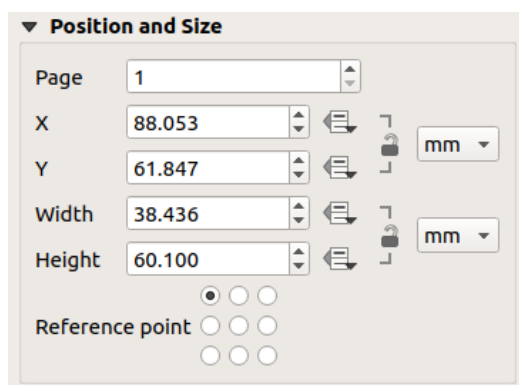 Position and Size
Page 1
X 88.053
mm
Y 61.847
Width 38.436
mm
Height 60.100
Reference point